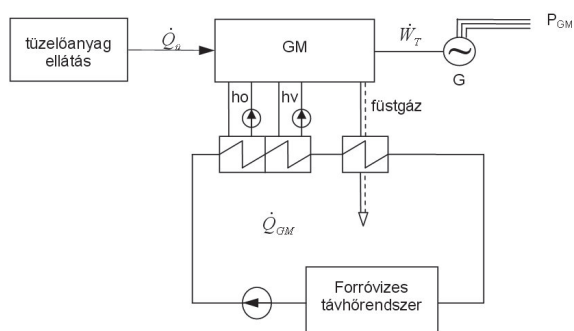 tüzelőanyag
ellátás
Q̇ü
GM
ẆT
~
G
PGM
ho
hv
füstgáz
Q̇GM
Forróvizes
távhőrendszer